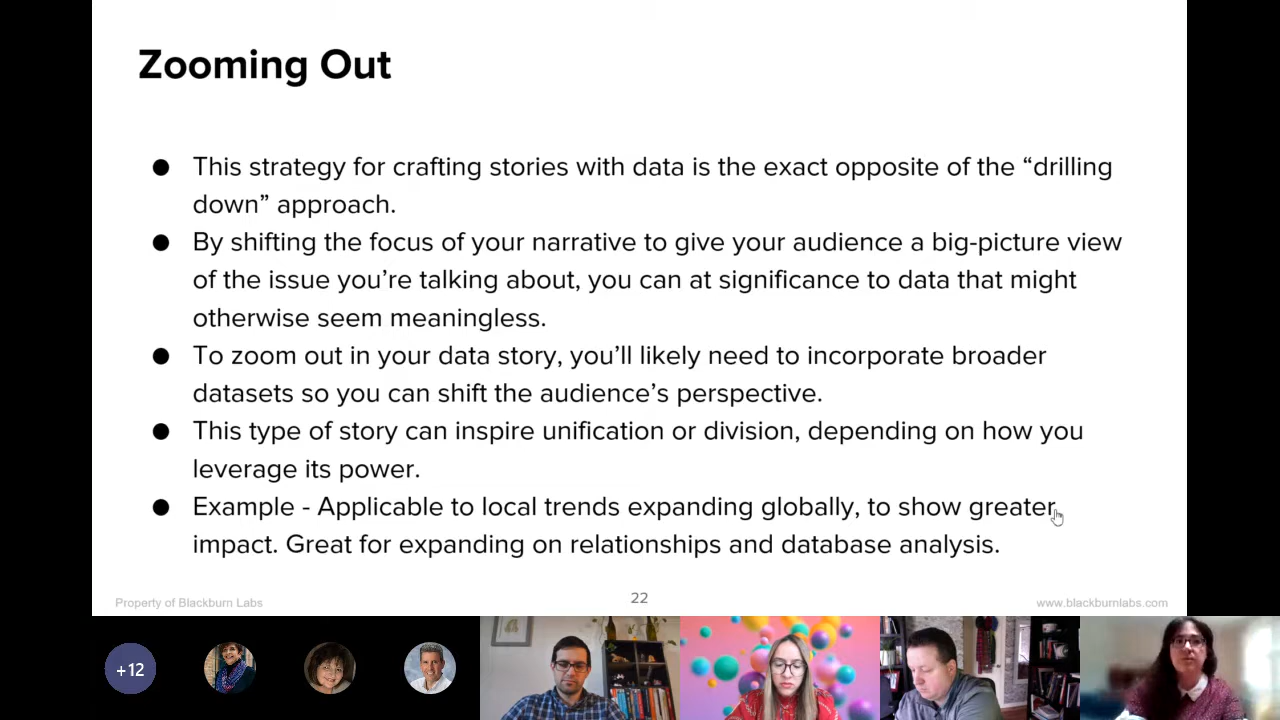 Zooming Out
● This strategy for crafting stories with data is the exact opposite of the “drilling
down” approach.
● By shifting the focus of your narrative to give your audience a big-picture view
of the issue you’re talking about, you can at significance to data that might
otherwise seem meaningless.
● To zoom out in your data story, you’ll likely need to incorporate broader
datasets so you can shift the audience’s perspective.
● This type of story can inspire unification or division, depending on how you
leverage its power.
● Example - Applicable to local trends expanding globally, to show greater
impact. Great for expanding on relationships and database analysis.
Property of Blackburn Labs
22
www.blackburnlabs.com
+12